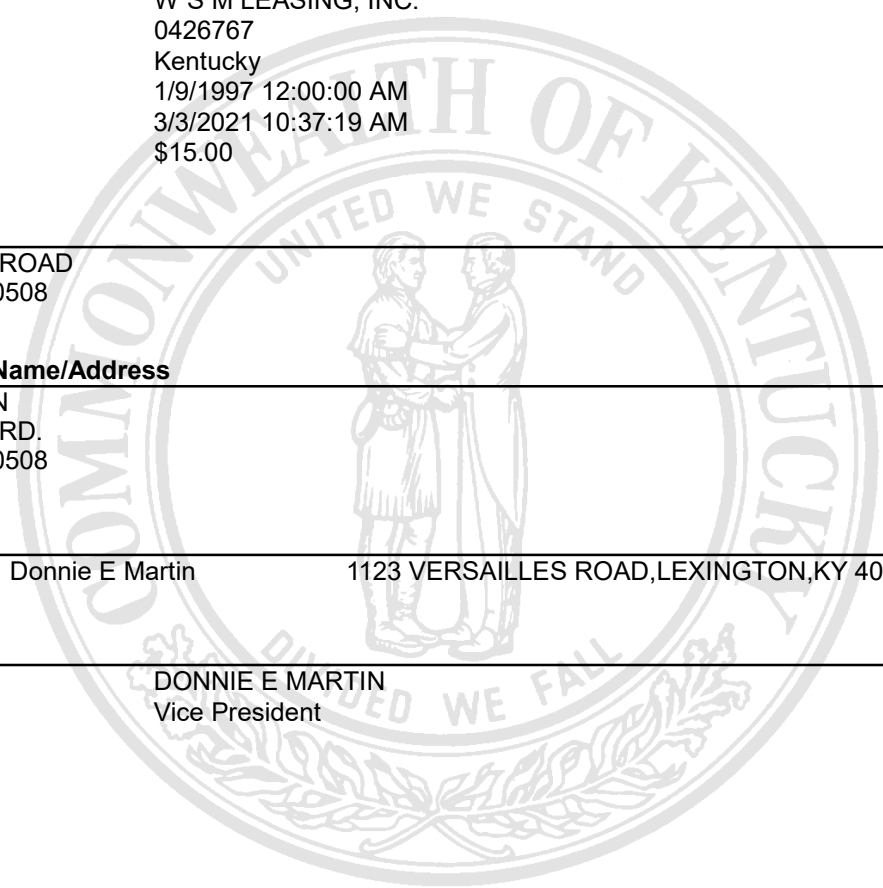 W S M LEASING, INC.
0426767
Kentucky
1/9/1997 12:00:00 AM
3/3/2021 10:37:19 AM
$15.00
ROAD
0508
Name/Address
N
RD.
0508
Donnie E Martin 1123 VERSAILLES ROAD,LEXINGTON,KY 40
DONNIE E MARTIN
Vice President
COMMONWEALTH OF KENTUCKY
UNITED WE STAND
DIVIDED WE FALL